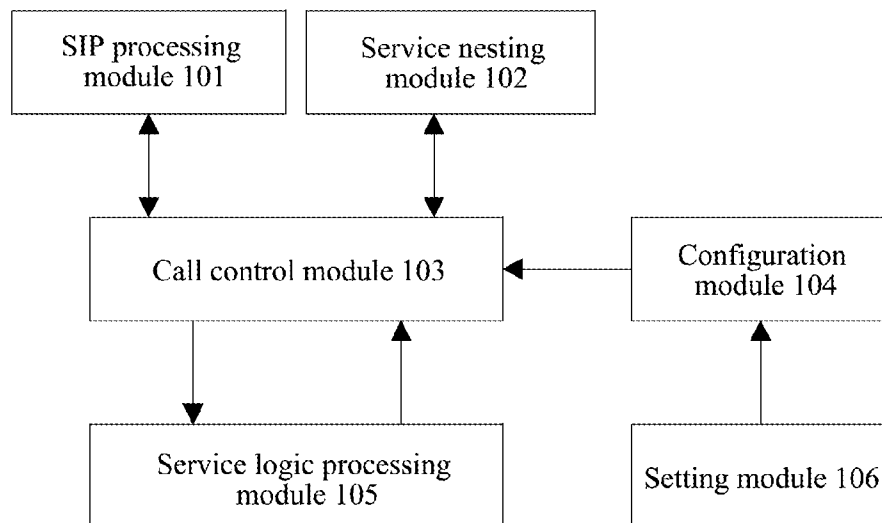 SIP processing
module 101
Service nesting
module 102
Call control module 103
Configuration
module 104
Service logic processing
module 105
Setting module 106